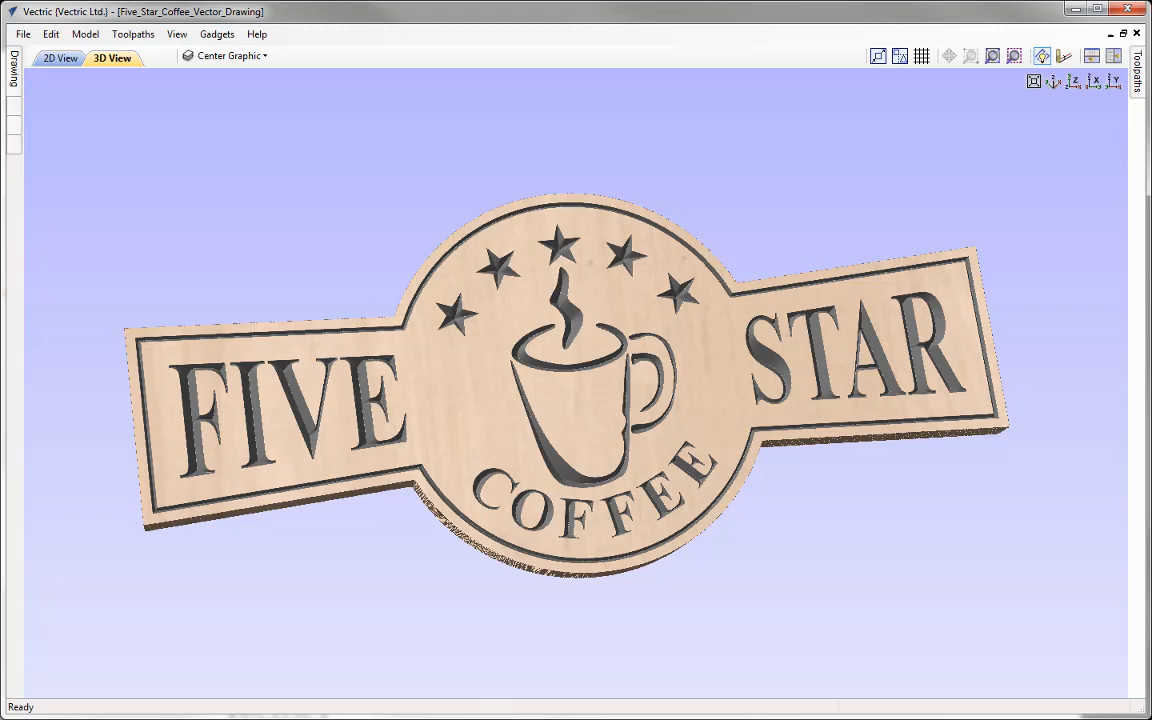 Vectric {Vectric Ltd.} - [Five_Star_Coffee_Vector_Drawing]
File Edit Model Toolpaths View Gadgets Help
2D View 3D View Center Graphic
Drawing
Toolpaths
Z X Y
FIVE STAR
COFFEE
Ready